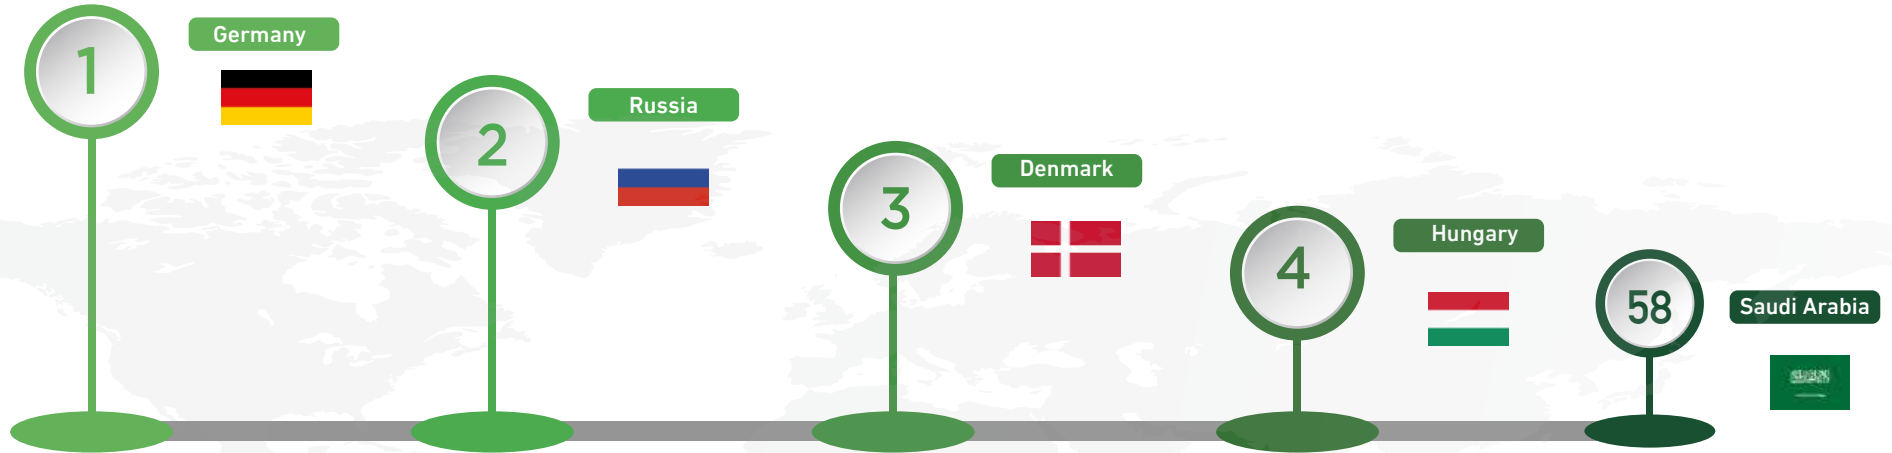 1
Germany
2
Russia
3
Denmark
4
Hungary
58
Saudi Arabia